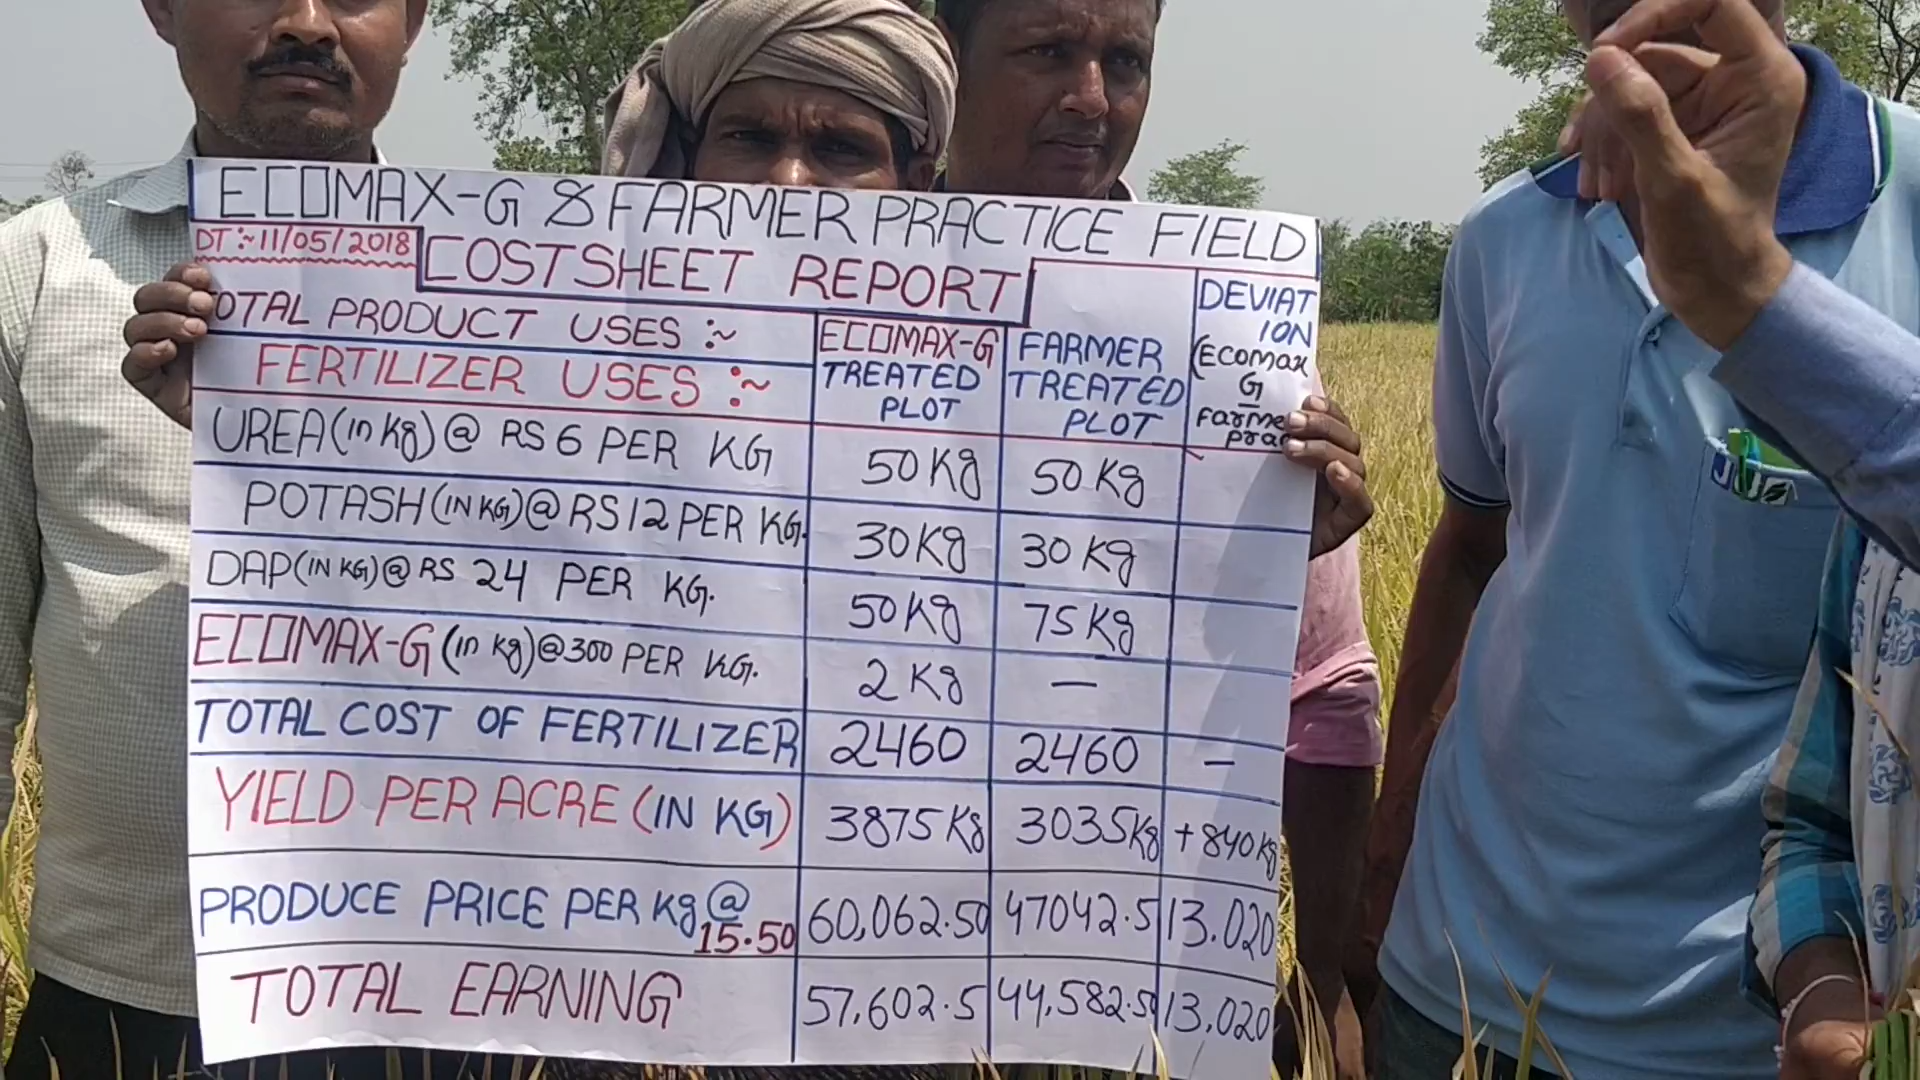 ECOMAX-G & FARMER PRACTICE FIELD
DT:~11/05/2018
COSTSHEET REPORT
TOTAL PRODUCT USES :~
FERTILIZER USES :~
ECOMAX-G TREATED PLOT
FARMER TREATED PLOT
DEVIATION (ECOMAX G - farme prac
UREA(in Kg)@ RS 6 PER KG 50 Kg 50 Kg
POTASH(IN KG)@ RS 12 PER KG. 30 Kg 30 Kg
DAP(IN KG)@ RS 24 PER KG. 50 Kg 75 Kg
ECOMAX-G (in Kg)@300 PER KG. 2 Kg —
TOTAL COST OF FERTILIZER 2460 2460 —
YIELD PER ACRE (IN KG) 3875 Kg 3035 Kg +840 Kg
PRODUCE PRICE PER Kg @ 15.50 60,062.50 47042.5 13.020
TOTAL EARNING 57,602.5 44,582.50 13,020